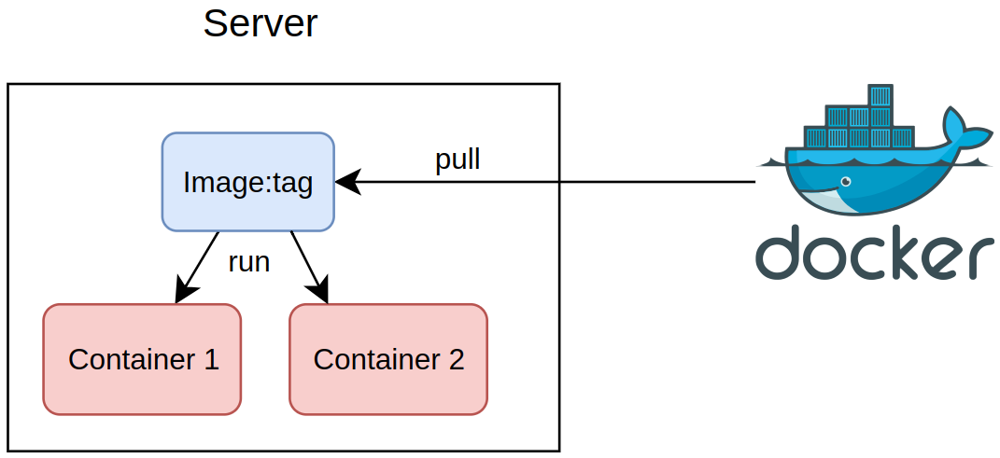 Server
pull
Image:tag
run
Container 1
Container 2
docker